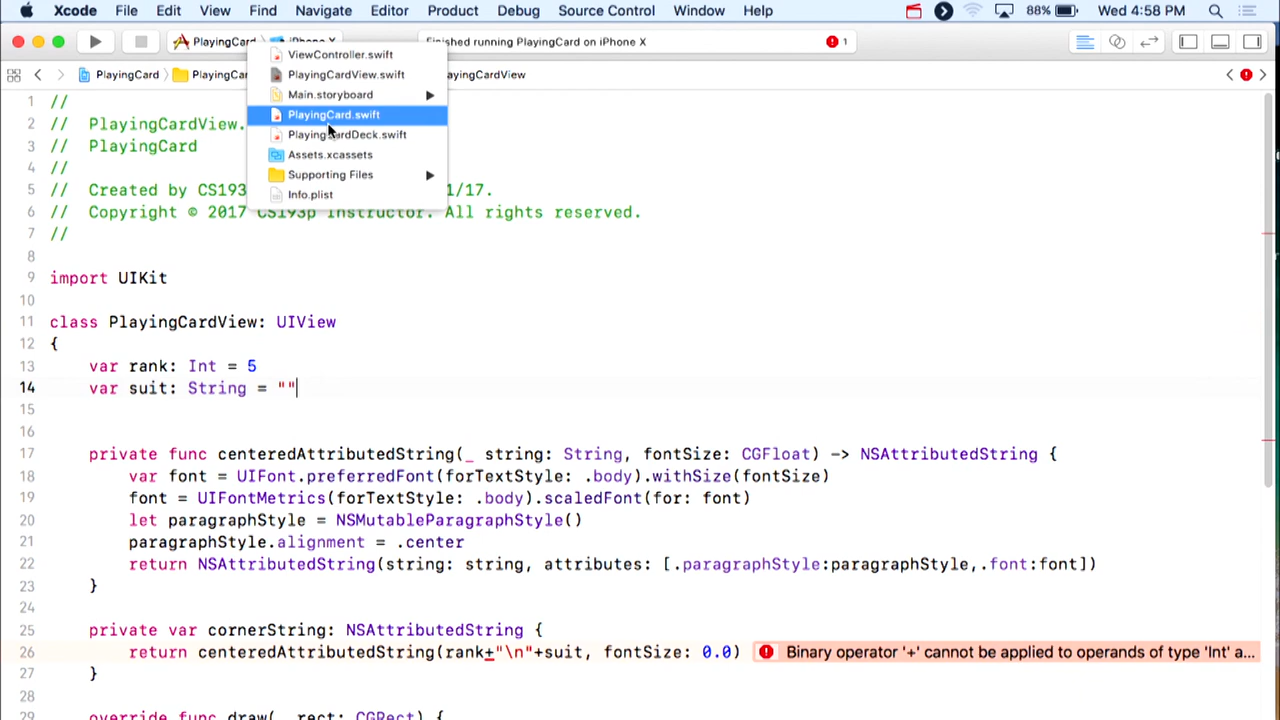 Xcode File Edit View Find Navigate Editor Product Debug Source Control Window Help 88% Wed 4:58 PM
PlayingCard iPhone X Finished running PlayingCard on iPhone X 1
PlayingCard
ViewController.swift
PlayingCardView.swift
Main.storyboard
PlayingCard.swift
PlayingCardDeck.swift
Assets.xcassets
Supporting Files
Info.plist
1 //
2 // PlayingCardView.
3 // PlayingCard
4 //
5 // Created by CS193 1/17.
6 // Copyright © 2017 CS193p Instructor. All rights reserved.
7 //
8
9 import UIKit
10
11 class PlayingCardView: UIView
12 {
13 var rank: Int = 5
14 var suit: String = ""
15
16
17 private func centeredAttributedString(_ string: String, fontSize: CGFloat) -> NSAttributedString {
18 var font = UIFont.preferredFont(forTextStyle: .body).withSize(fontSize)
19 font = UIFontMetrics(forTextStyle: .body).scaledFont(for: font)
20 let paragraphStyle = NSMutableParagraphStyle()
21 paragraphStyle.alignment = .center
22 return NSAttributedString(string: string, attributes: [.paragraphStyle:paragraphStyle,.font:font])
23 }
24
25 private var cornerString: NSAttributedString {
26 return centeredAttributedString(rank+"\n"+suit, fontSize: 0.0) Binary operator '+' cannot be applied to operands of type 'Int' a...
27 }
28
29 override func draw(_ rect: CGRect) {